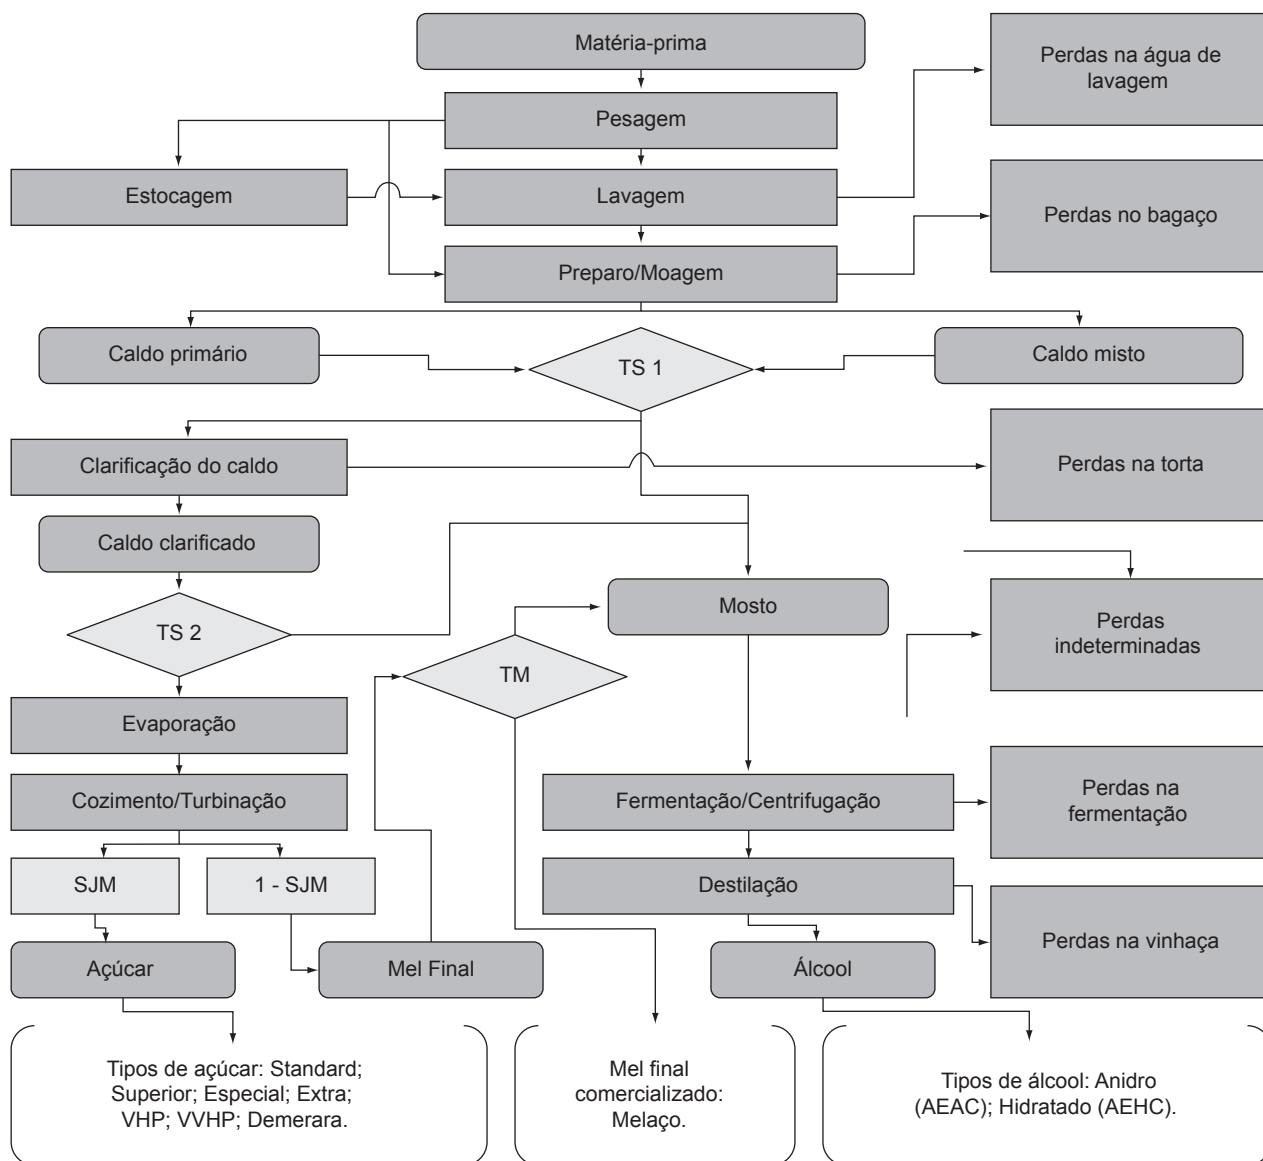 Matéria-prima
Perdas na água de
lavagem
Pesagem
Estocagem
Lavagem
Perdas no bagaço
Preparo/Moagem
Caldo primário
TS 1
Caldo misto
Clarificação do caldo
Perdas na torta
Caldo clarificado
Mosto
Perdas
indeterminadas
TS 2
TM
Evaporação
Cozimento/Turbinação
Fermentação/Centrifugação
Perdas na
fermentação
SJM
1 - SJM
Destilação
Perdas na vinhaça
Açúcar
Mel Final
Álcool
Tipos de açúcar: Standard;
Superior; Especial; Extra;
VHP; VVHP; Demerara.
Mel final
comercializado:
Melaço.
Tipos de álcool: Anidro
(AEAC); Hidratado (AEHC).